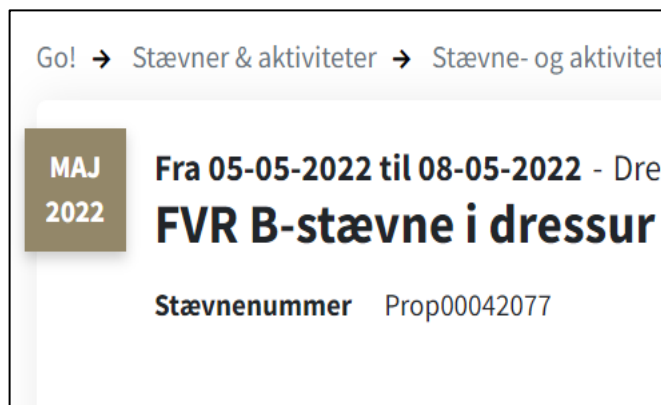 Go! → Stævner & aktiviteter → Stævne- og aktivitet
MAJ
2022
Fra 05-05-2022 til 08-05-2022 - Dre
FVR B-stævne i dressur
Stævnenummer Prop00042077